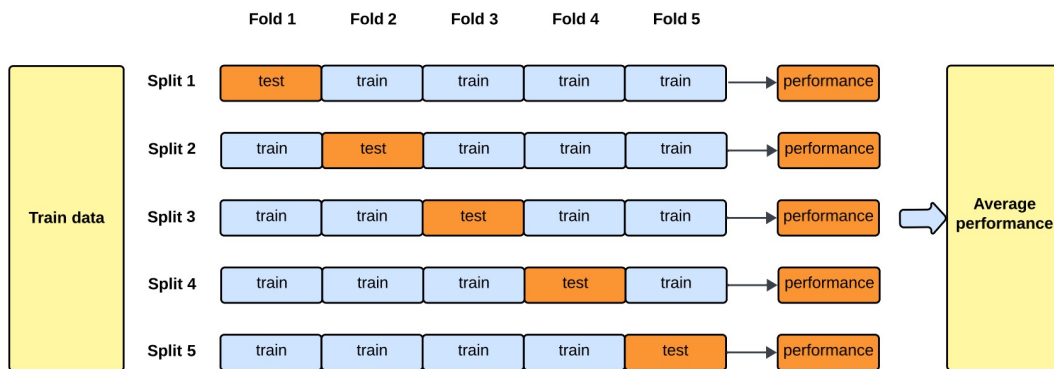 Fold 1 Fold 2 Fold 3 Fold 4 Fold 5
Split 1 test train train train train performance
Split 2 train test train train train performance
Train data
Split 3 train train test train train performance
Average
performance
Split 4 train train train test train performance
Split 5 train train train train test performance